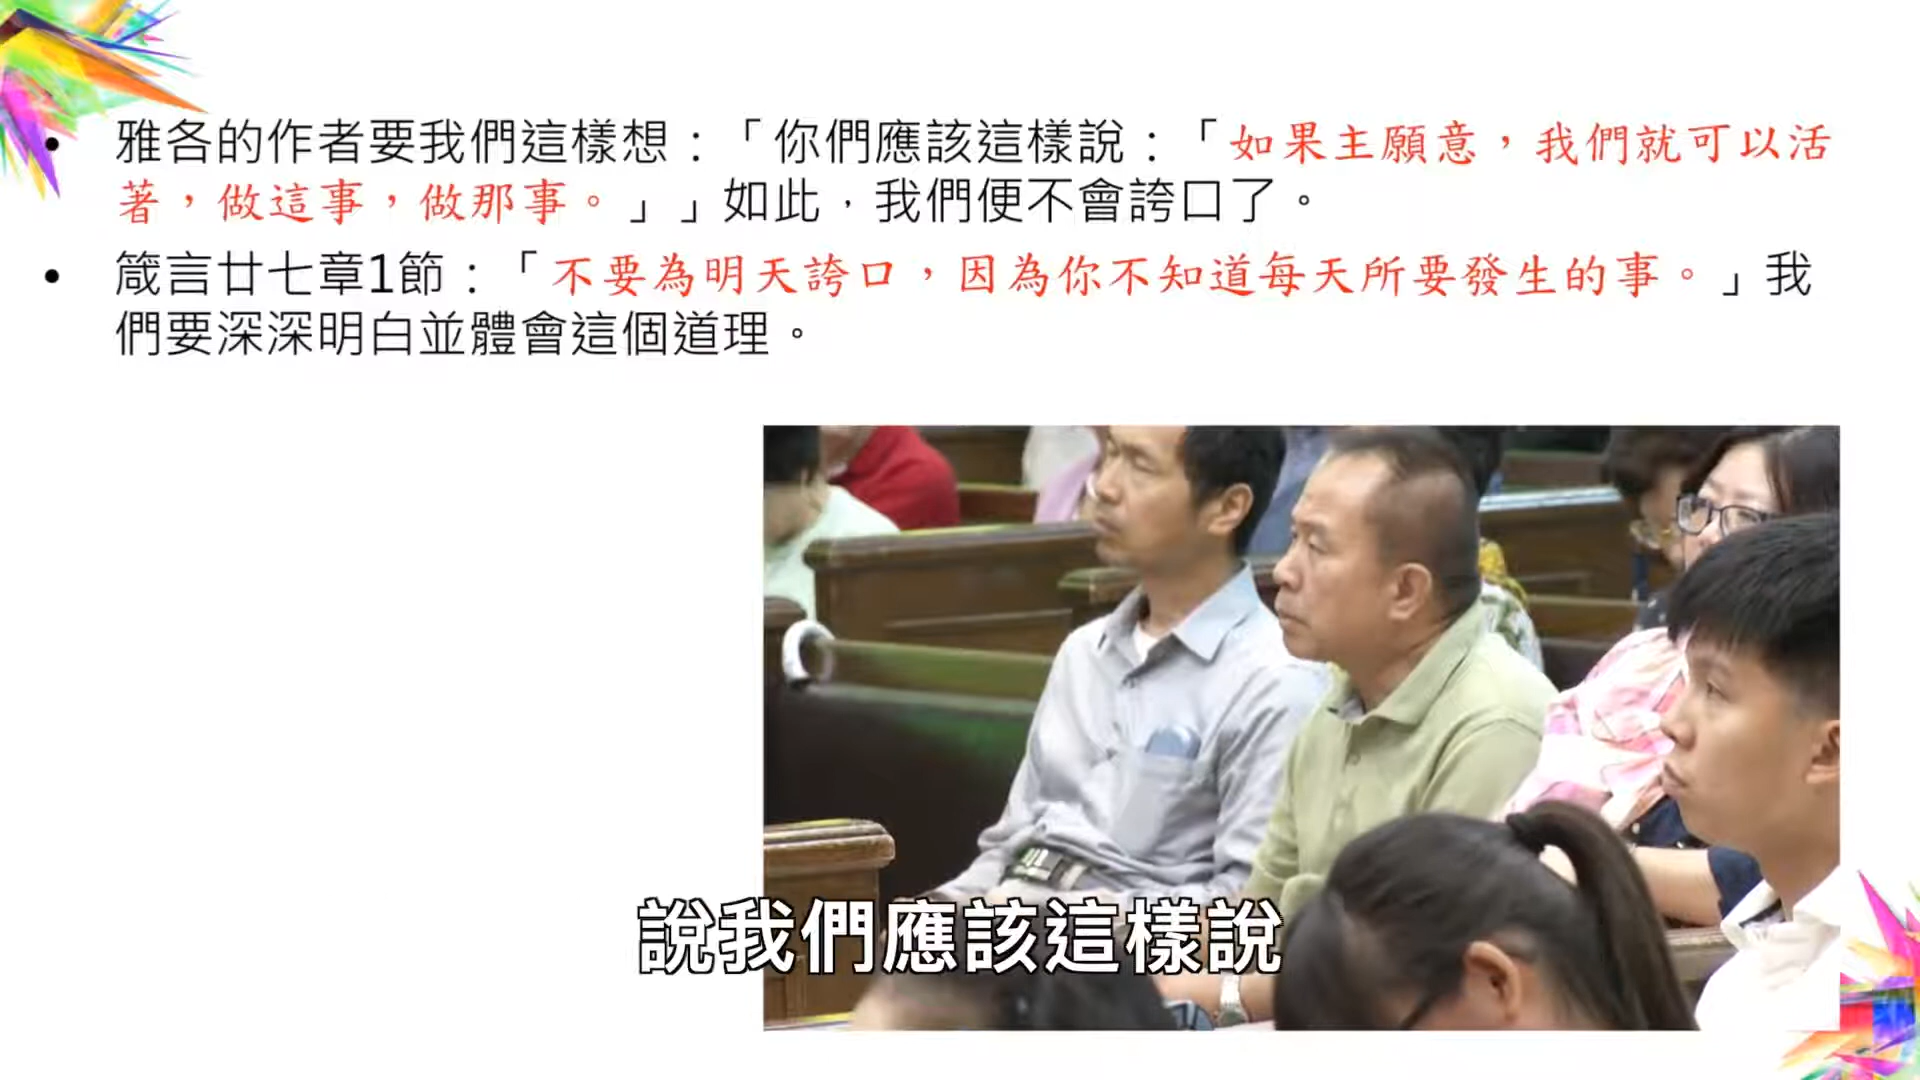 • 雅各的作者要我們這樣想：「你們應該這樣說：「如果主願意，我們就可以活
著，做這事，做那事。」」如此，我們便不會誇口了。
• 箴言廿七章1節：「不要為明天誇口，因為你不知道每天所要發生的事。」我
們要深深明白並體會這個道理。
說我們應該這樣說